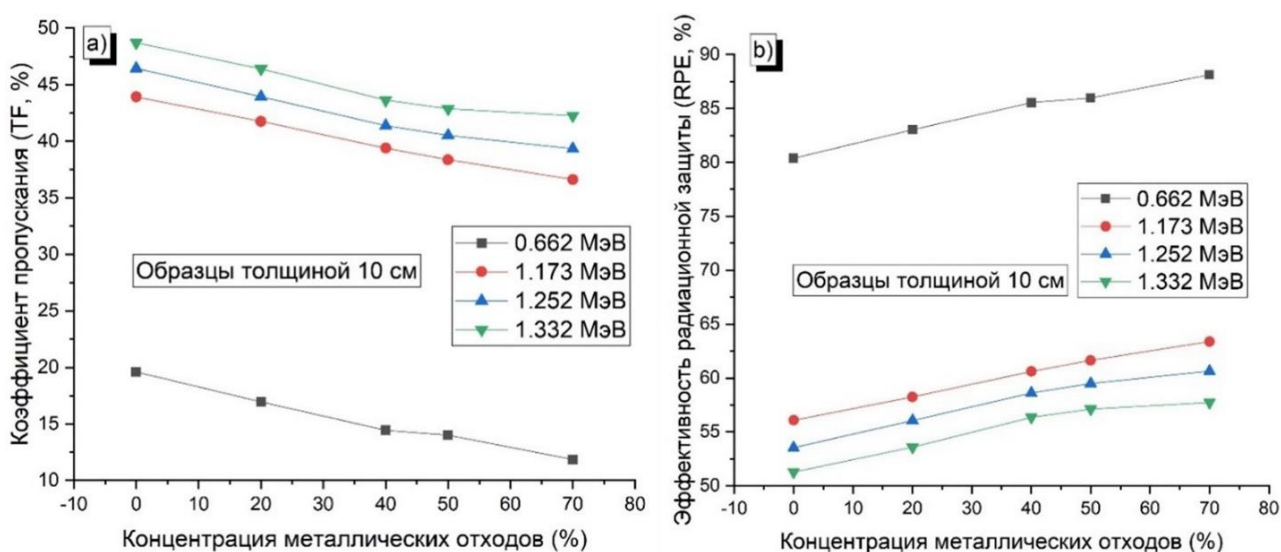 a)
Коэффициент пропускания (TF, %)
50
45
40
35
30
25
20
15
10
0.662 МэВ
1.173 МэВ
1.252 МэВ
1.332 МэВ
Образцы толщиной 10 см
-10 0 10 20 30 40 50 60 70 80
Концентрация металлических отходов (%)
b)
Эффективность радиационной защиты (RPE, %)
90
85
80
75
70
65
60
55
50
0.662 МэВ
1.173 МэВ
1.252 МэВ
1.332 МэВ
Образцы толщиной 10 см
-10 0 10 20 30 40 50 60 70 80
Концентрация металлических отходов (%)